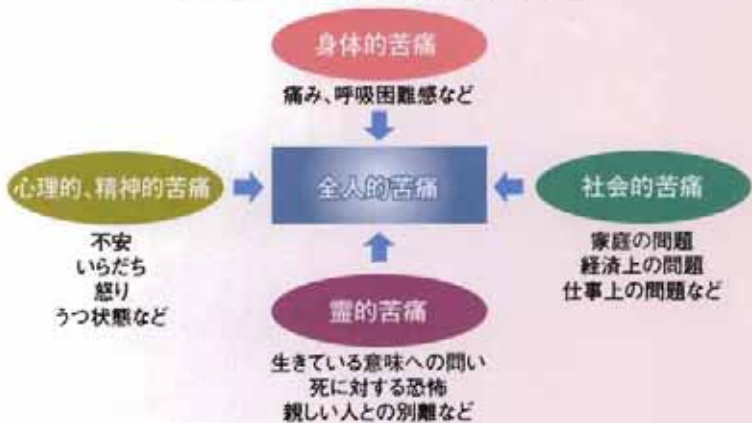 身体的苦痛
痛み、呼吸困難感など
心理的、精神的苦痛
不安
いらだち
怒り
うつ状態など
全人的苦痛
社会的苦痛
家庭の問題
経済上の問題
仕事上の問題など
霊的苦痛
生きている意味への問い
死に対する恐怖
親しい人との別離など